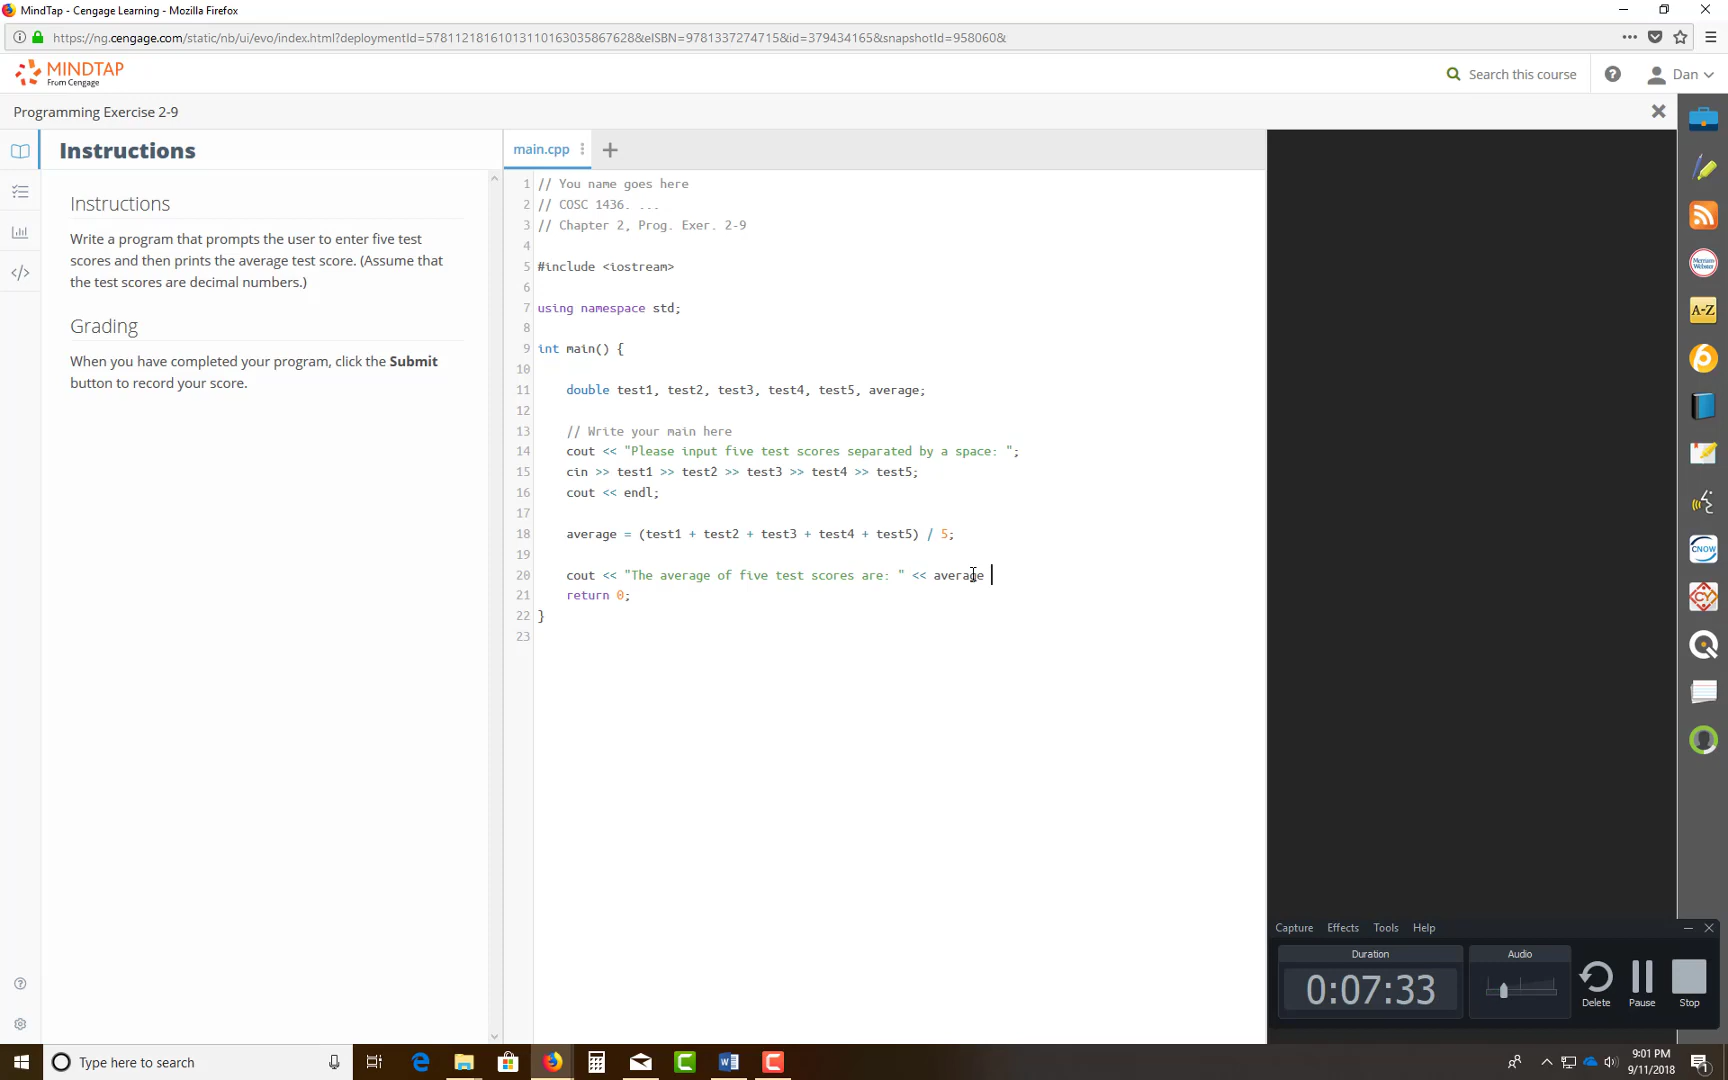 MindTap - Cengage Learning - Mozilla Firefox
https://ng.cengage.com/static/nb/ui/evo/index.html?deploymentId=57811218161013110163035867628&eISBN=9781337274715&id=379434165&snapshotId=958060&
MINDTAP
From Cengage
Search this course
Dan
Programming Exercise 2-9
Instructions
Instructions
Write a program that prompts the user to enter five test
scores and then prints the average test score. (Assume that
the test scores are decimal numbers.)
Grading
When you have completed your program, click the Submit
button to record your score.
main.cpp
1 // You name goes here
2 // COSC 1436. ...
3 // Chapter 2, Prog. Exer. 2-9
4
5 #include <iostream>
6
7 using namespace std;
8
9 int main() {
10
11 double test1, test2, test3, test4, test5, average;
12
13 // Write your main here
14 cout << "Please input five test scores separated by a space: ";
15 cin >> test1 >> test2 >> test3 >> test4 >> test5;
16 cout << endl;
17
18 average = (test1 + test2 + test3 + test4 + test5) / 5;
19
20 cout << "The average of five test scores are: " << average
21 return 0;
22 }
23
Merriam-Webster
A-Z
CNOW
CY
Capture Effects Tools Help
Duration
0:07:33
Audio
Delete
Pause
Stop
Type here to search
9:01 PM
9/11/2018
1